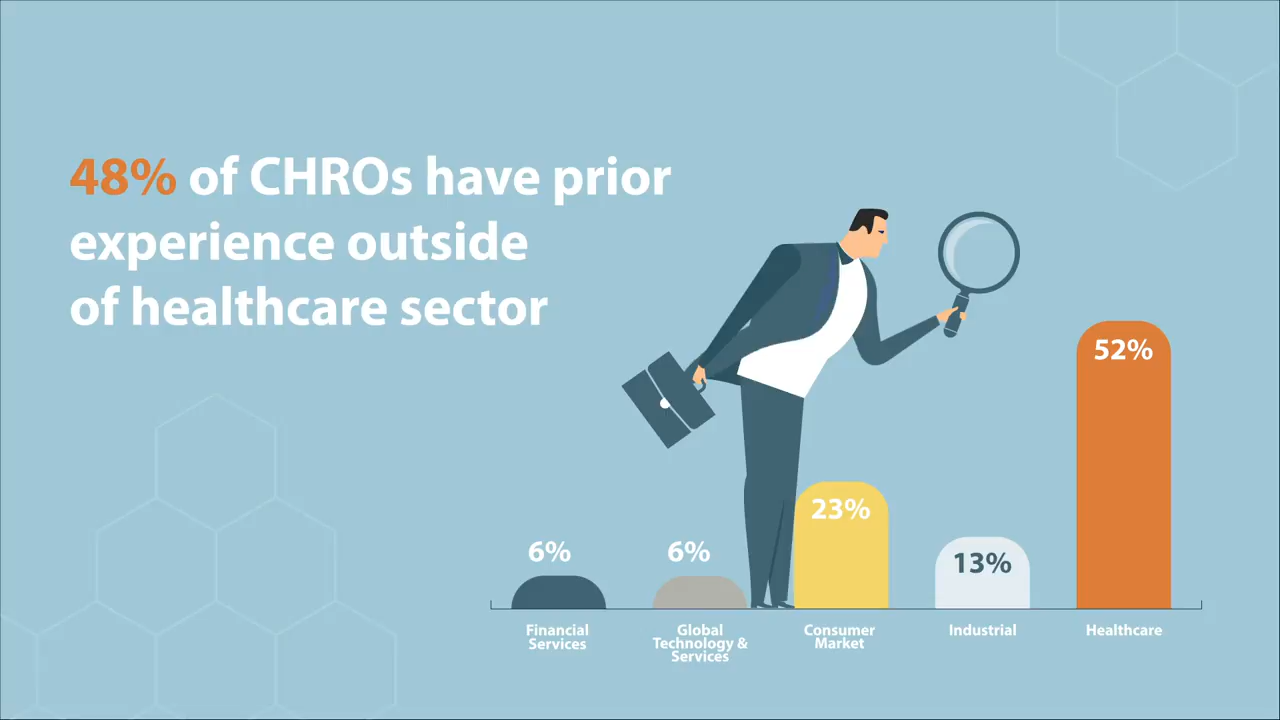 48% of CHROs have prior
experience outside
of healthcare sector
52%
23%
6%
6%
13%
Financial
Services
Global
Technology &
Services
Consumer
Market
Industrial
Healthcare